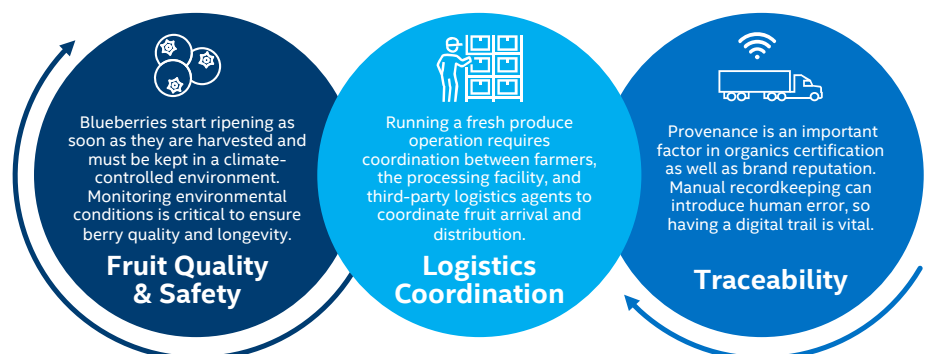 Blueberries start ripening as
soon as they are harvested and
must be kept in a climate-
controlled environment.
Monitoring environmental
conditions is critical to ensure
berry quality and longevity.
Fruit Quality
& Safety
Running a fresh produce
operation requires
coordination between farmers,
the processing facility, and
third-party logistics agents to
coordinate fruit arrival and
distribution.
Logistics
Coordination
Provenance is an important
factor in organics certification
as well as brand reputation.
Manual recordkeeping can
introduce human error, so
having a digital trail is vital.
Traceability